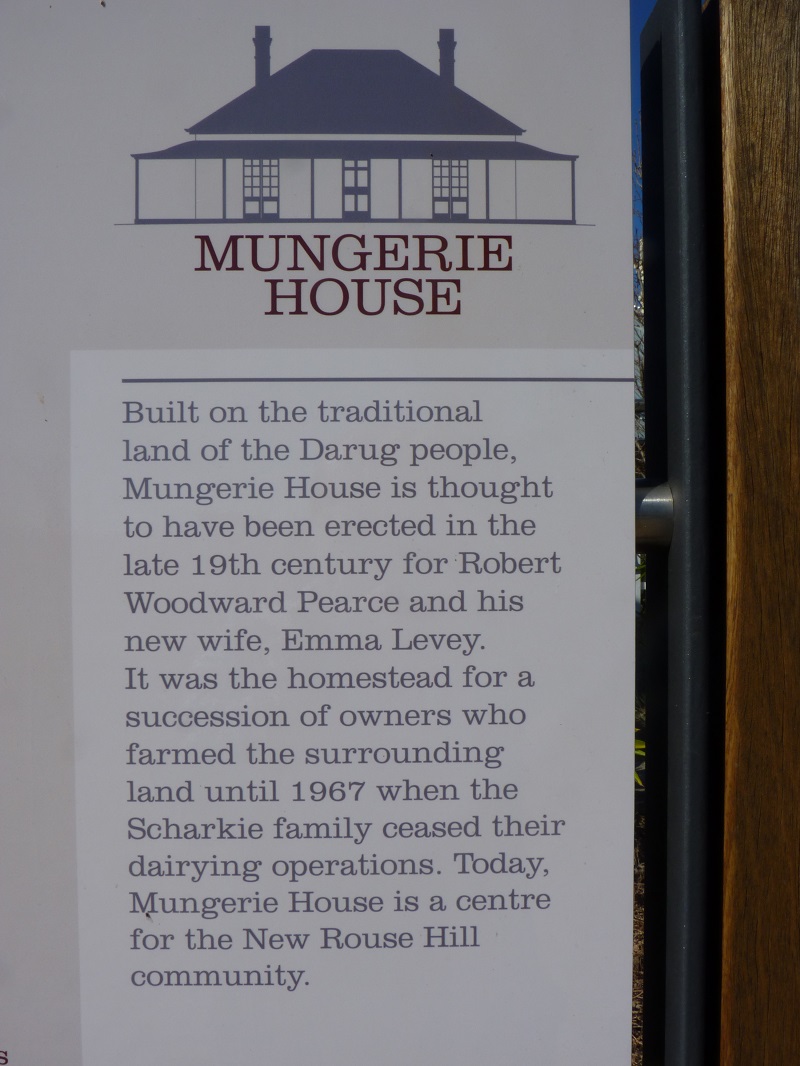 MUNGERIE
HOUSE
Built on the traditional
land of the Darug people,
Mungerie House is thought
to have been erected in the
late 19th century for Robert
Woodward Pearce and his
new wife, Emma Levey.
It was the homestead for a
succession of owners who
farmed the surrounding
land until 1967 when the
Scharkie family ceased their
dairying operations. Today,
Mungerie House is a centre
for the New Rouse Hill
community.
s